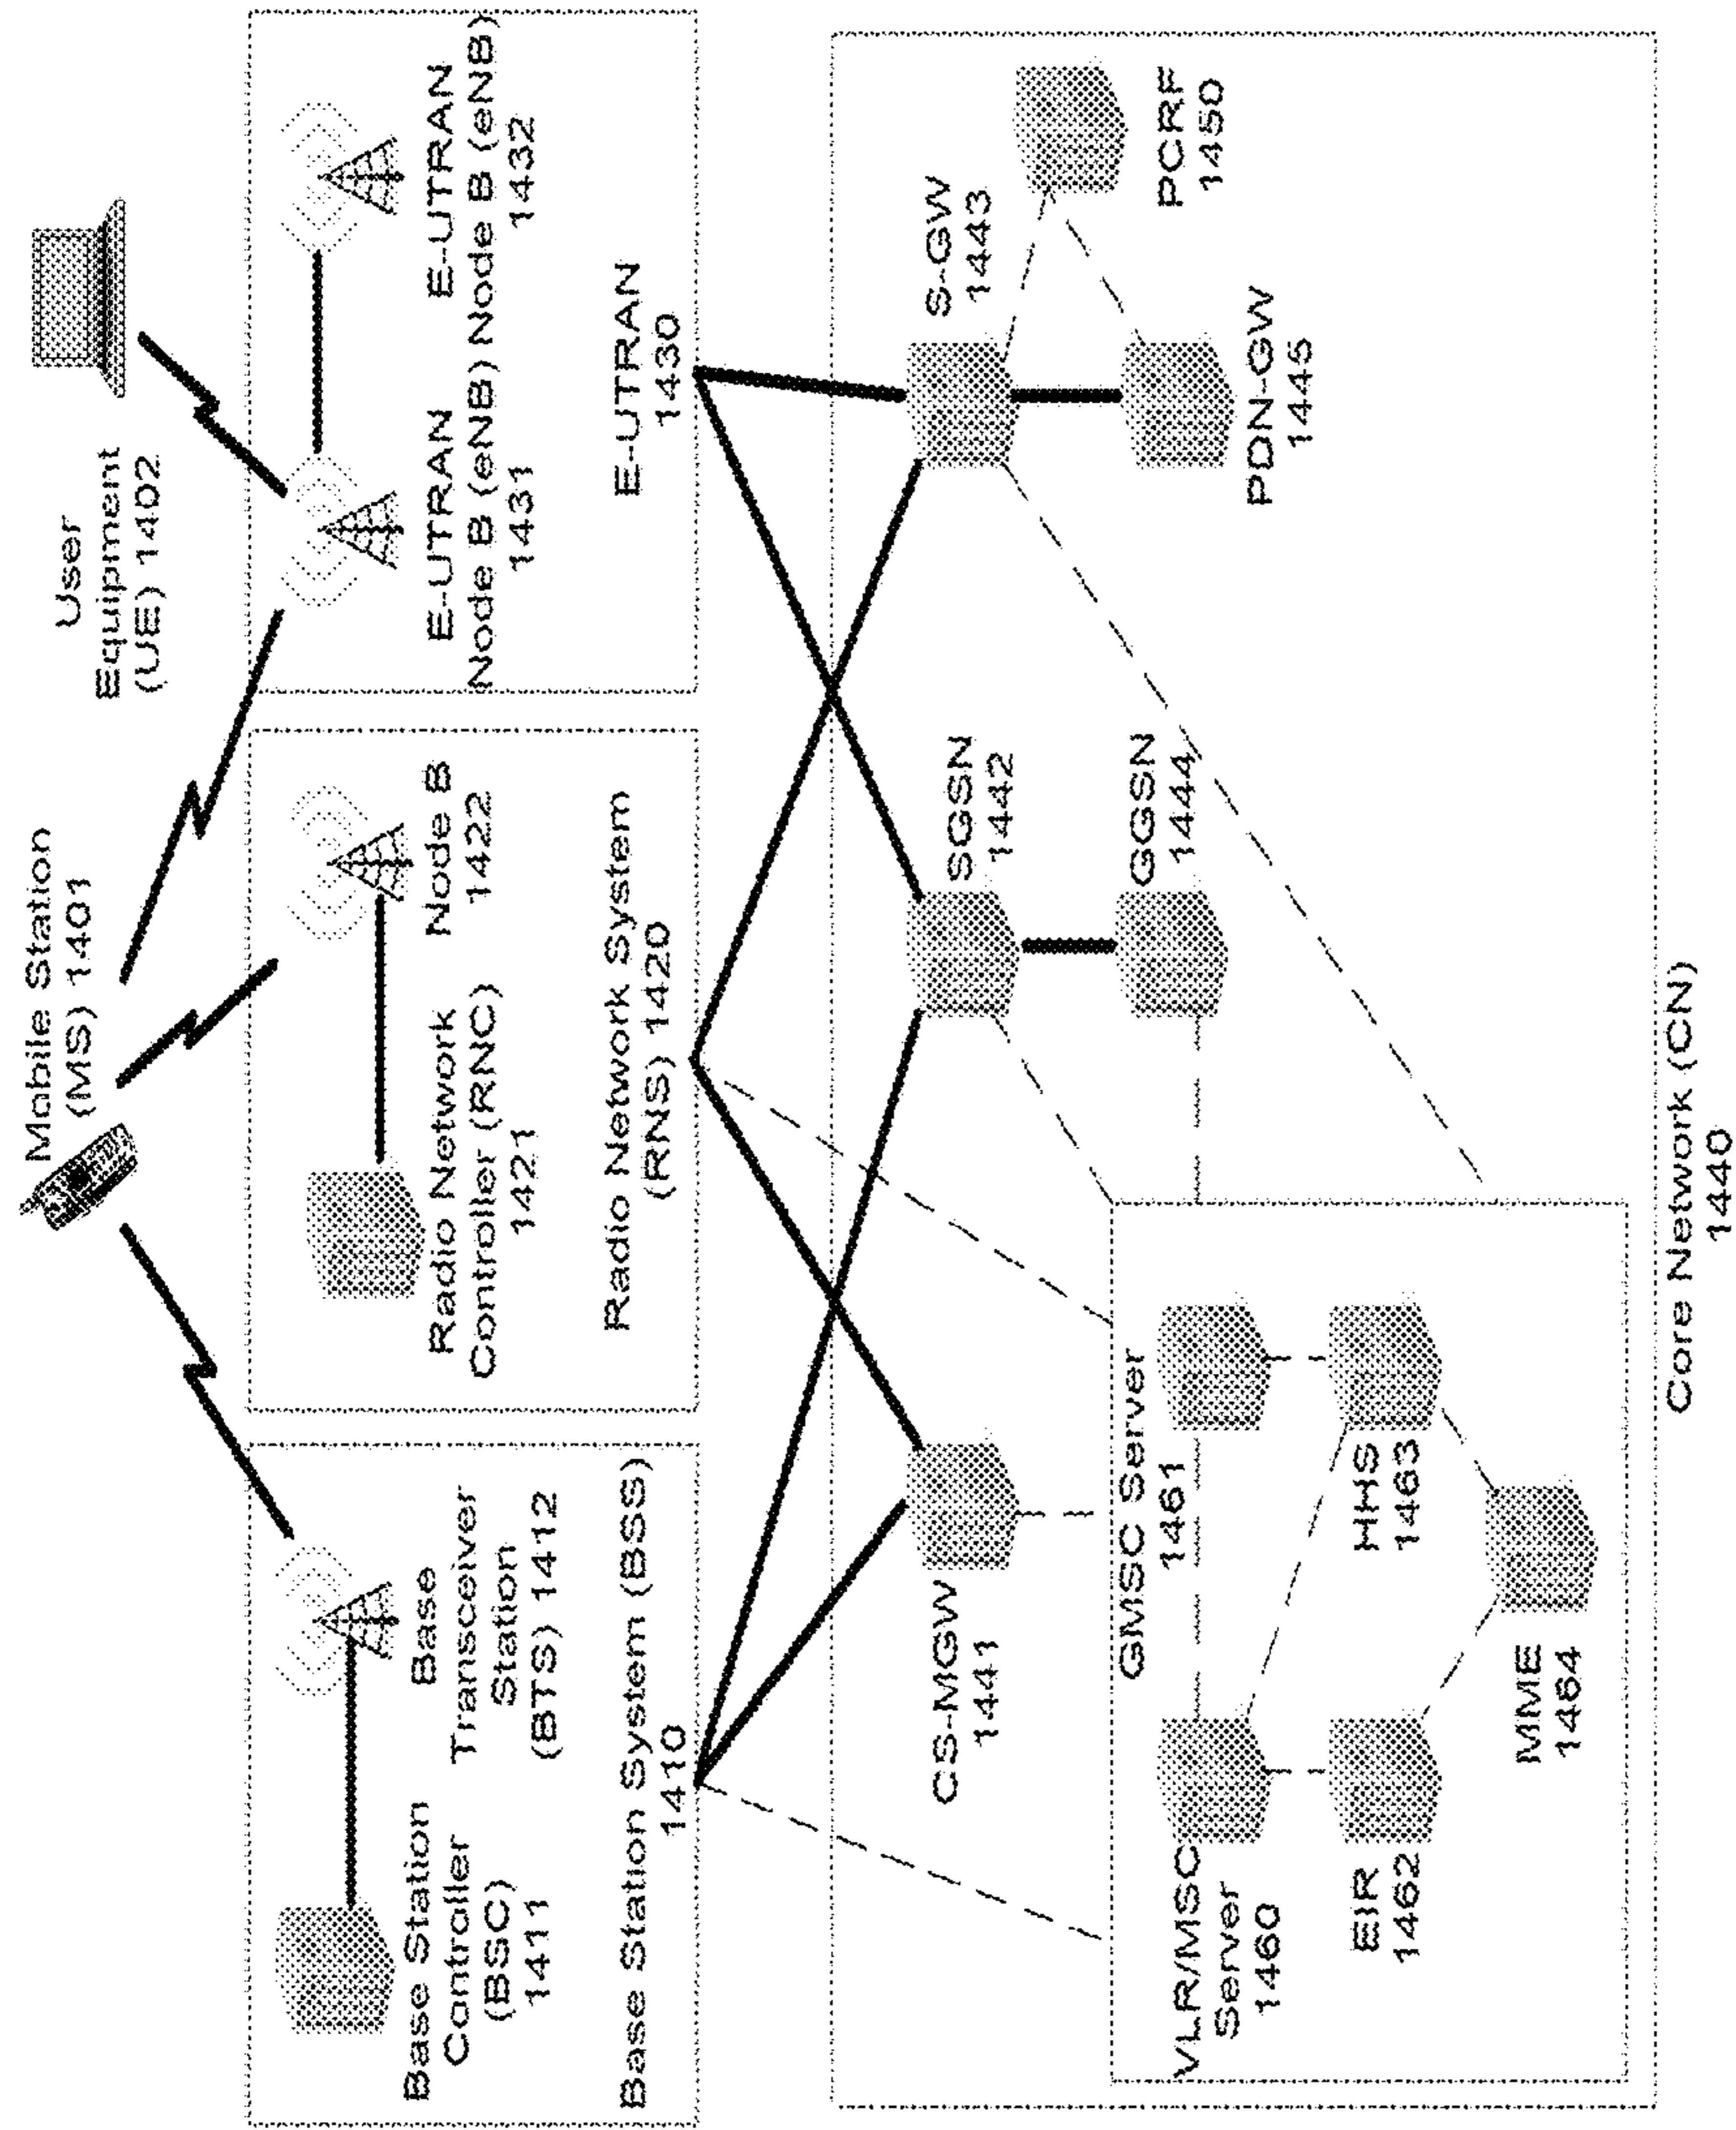 Mobile Station
(MS) 1401
User
Equipment
(UE) 1402
Base Station
Controller
(BSC)
1411
Base
Transceiver
Station
(BTS) 1412
Base Station System (BSS)
1410
Radio Network
Controller (RNC)
1421
Node B
1422
Radio Network System
(RNS) 1420
E-UTRAN
Node B (eNB)
1431
E-UTRAN
Node B (eNB)
1432
E-UTRAN
1430
CS-MGW
1441
SGSN
1442
S-GW
1443
GGSN
1444
PDN-GW
1445
PCRF
1450
VLR/MSC
Server
1460
GMSC Server
1461
EIR
1462
HHS
1463
MME
1464
Core Network (CN)
1440